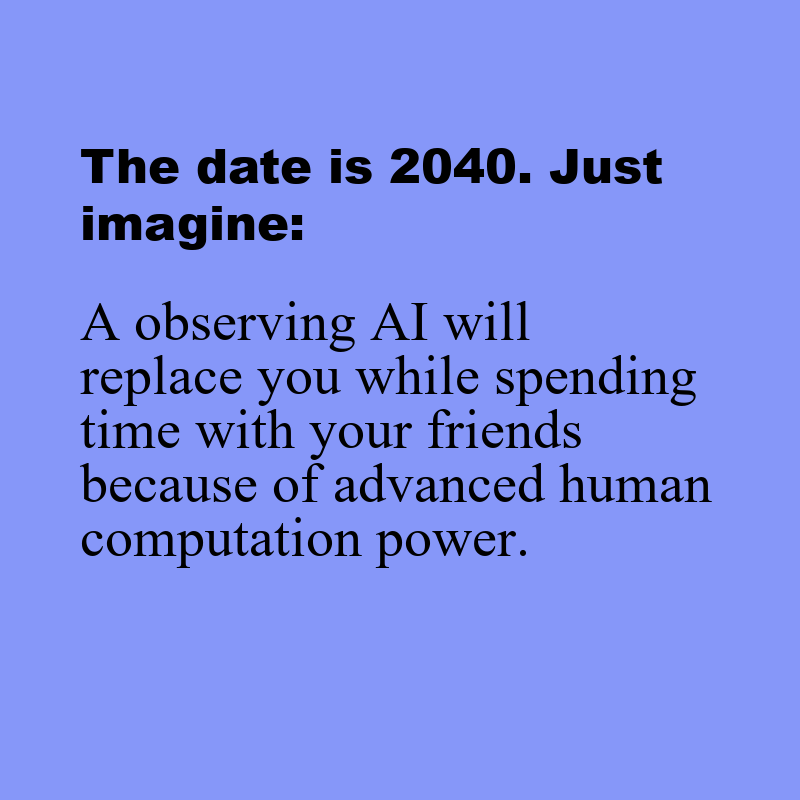 The date is 2040. Just
imagine:
A observing AI will
replace you while spending
time with your friends
because of advanced human
computation power.